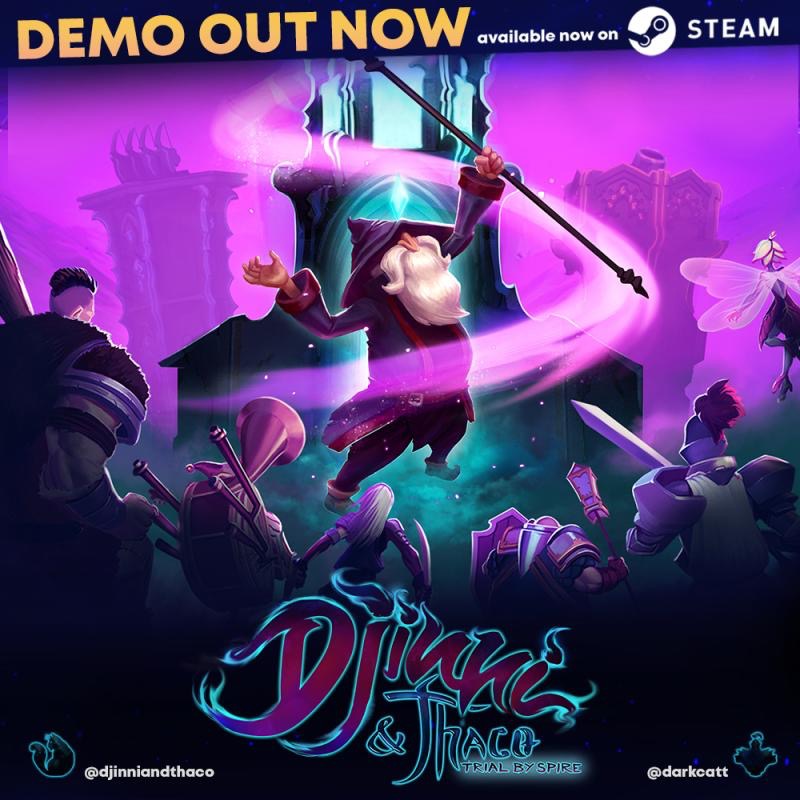 DEMO OUT NOW available now on STEAM
Djinni
& Thaco
TRIAL BY SPIRE
@djinniandthaco
@darkcatt